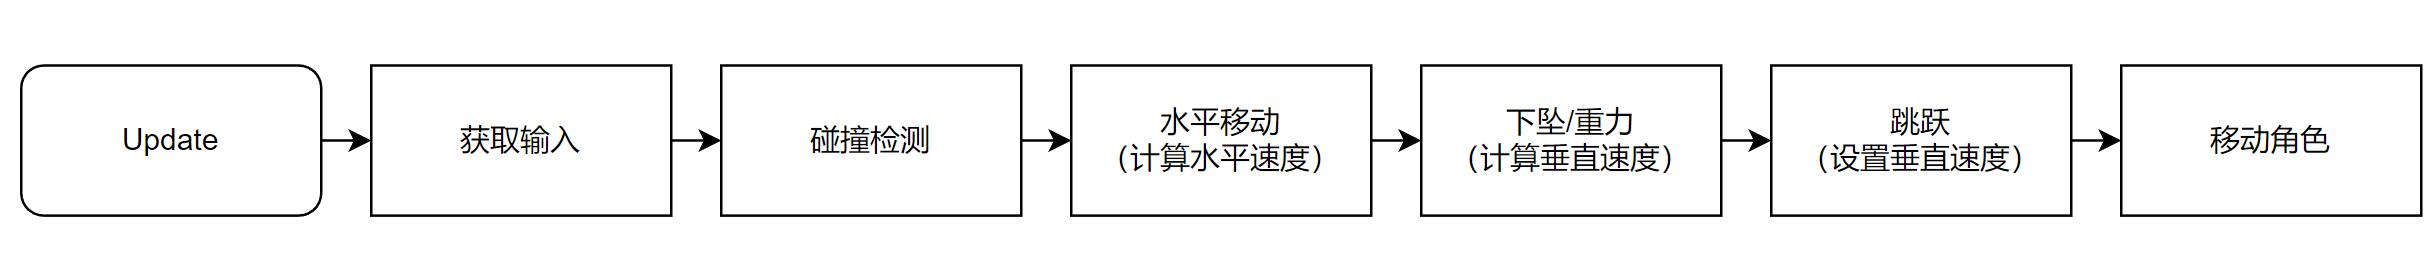 Update
获取输入
碰撞检测
水平移动
（计算水平速度）
下坠/重力
（计算垂直速度）
跳跃
（设置垂直速度）
移动角色